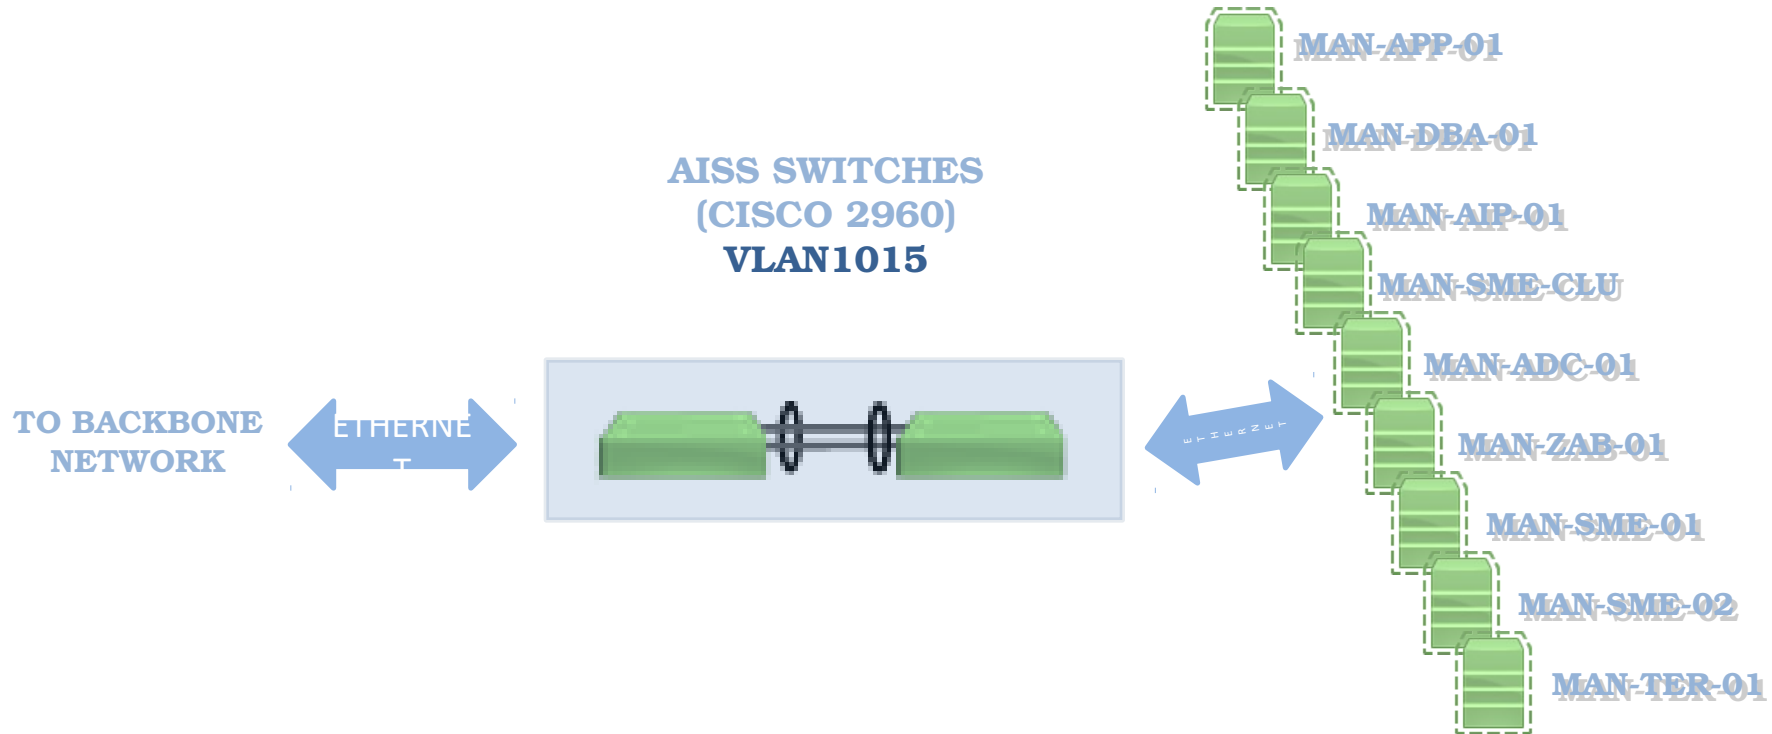 AISS SWITCHES
(CISCO 2960)
VLAN1015
TO BACKBONE
NETWORK
ETHERNE
T
ETHERNET
MAN-APP-01
MAN-DBA-01
MAN-AIP-01
MAN-SME-CLU
MAN-ADC-01
MAN-ZAB-01
MAN-SME-01
MAN-SME-02
MAN-TER-01